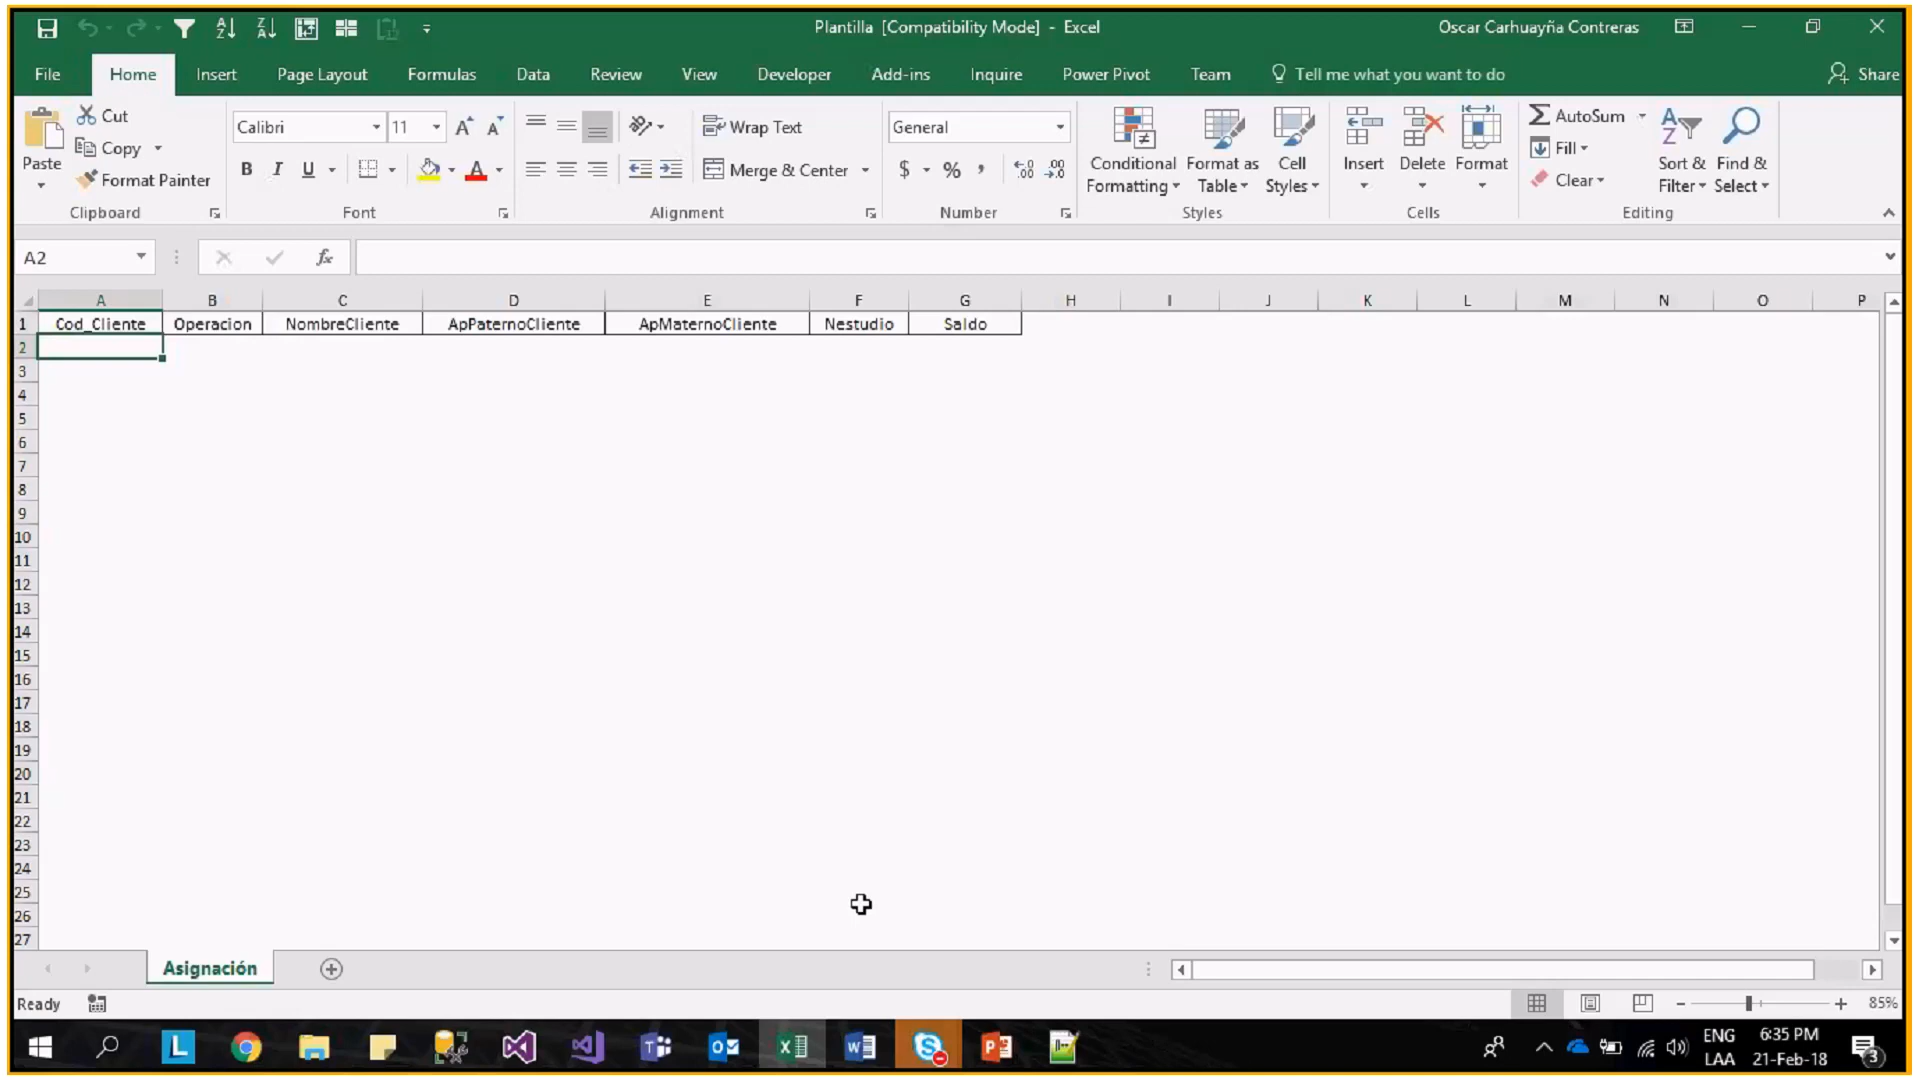 Plantilla [Compatibility Mode] - Excel
Oscar Carhuayña Contreras
File Home Insert Page Layout Formulas Data Review View Developer Add-ins Inquire Power Pivot Team Tell me what you want to do Share
Cut
Copy
Format Painter
Paste
Clipboard
Calibri 11
B I U
Font
Wrap Text
Merge & Center
Alignment
General
$ % ,
Number
Conditional Formatting
Format as Table
Cell Styles
Styles
Insert Delete Format
Cells
AutoSum
Fill
Clear
Sort & Filter
Find & Select
Editing
A2 fx
A B C D E F G H I J K L M N O P
1 Cod_Cliente Operacion NombreCliente ApPaternoCliente ApMaternoCliente Nestudio Saldo
2
3
4
5
6
7
8
9
10
11
12
13
14
15
16
17
18
19
20
21
22
23
24
25
26
27
Asignación
Ready
85%
ENG
LAA
6:35 PM
21-Feb-18
3